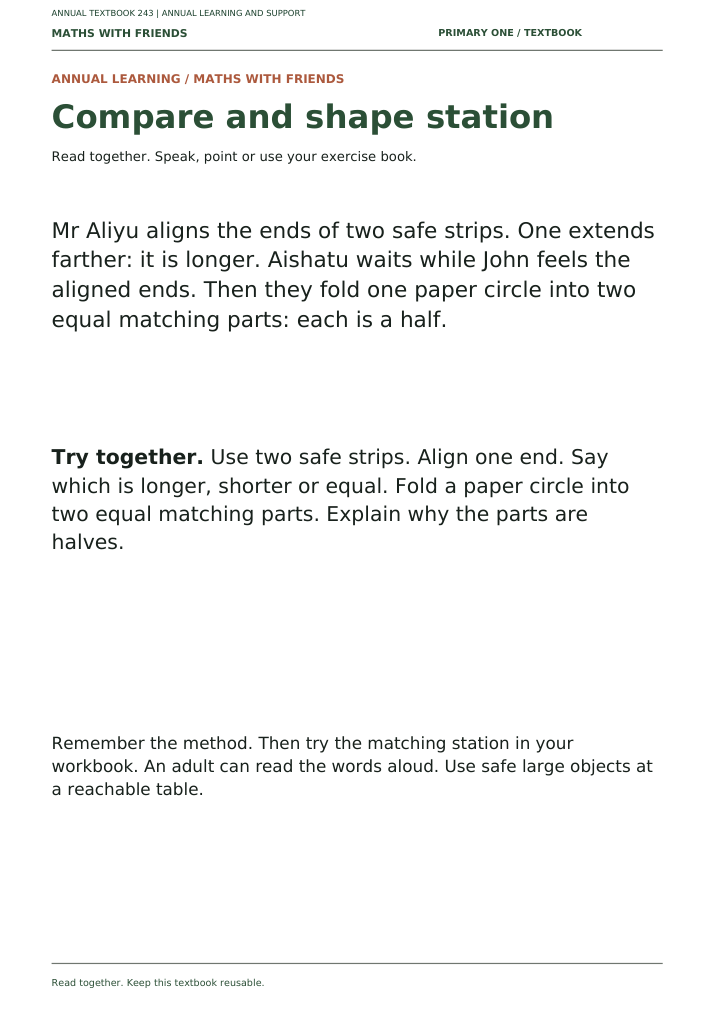 ANNUAL TEXTBOOK 243 | ANNUAL LEARNING AND SUPPORT
MATHS WITH FRIENDS
PRIMARY ONE / TEXTBOOK
ANNUAL LEARNING / MATHS WITH FRIENDS
Compare and shape station
Read together. Speak, point or use your exercise book.
Mr Aliyu aligns the ends of two safe strips. One extends
farther: it is longer. Aishatu waits while John feels the
aligned ends. Then they fold one paper circle into two
equal matching parts: each is a half.
Try together. Use two safe strips. Align one end. Say
which is longer, shorter or equal. Fold a paper circle into
two equal matching parts. Explain why the parts are
halves.
Remember the method. Then try the matching station in your
workbook. An adult can read the words aloud. Use safe large objects at
a reachable table.
Read together. Keep this textbook reusable.